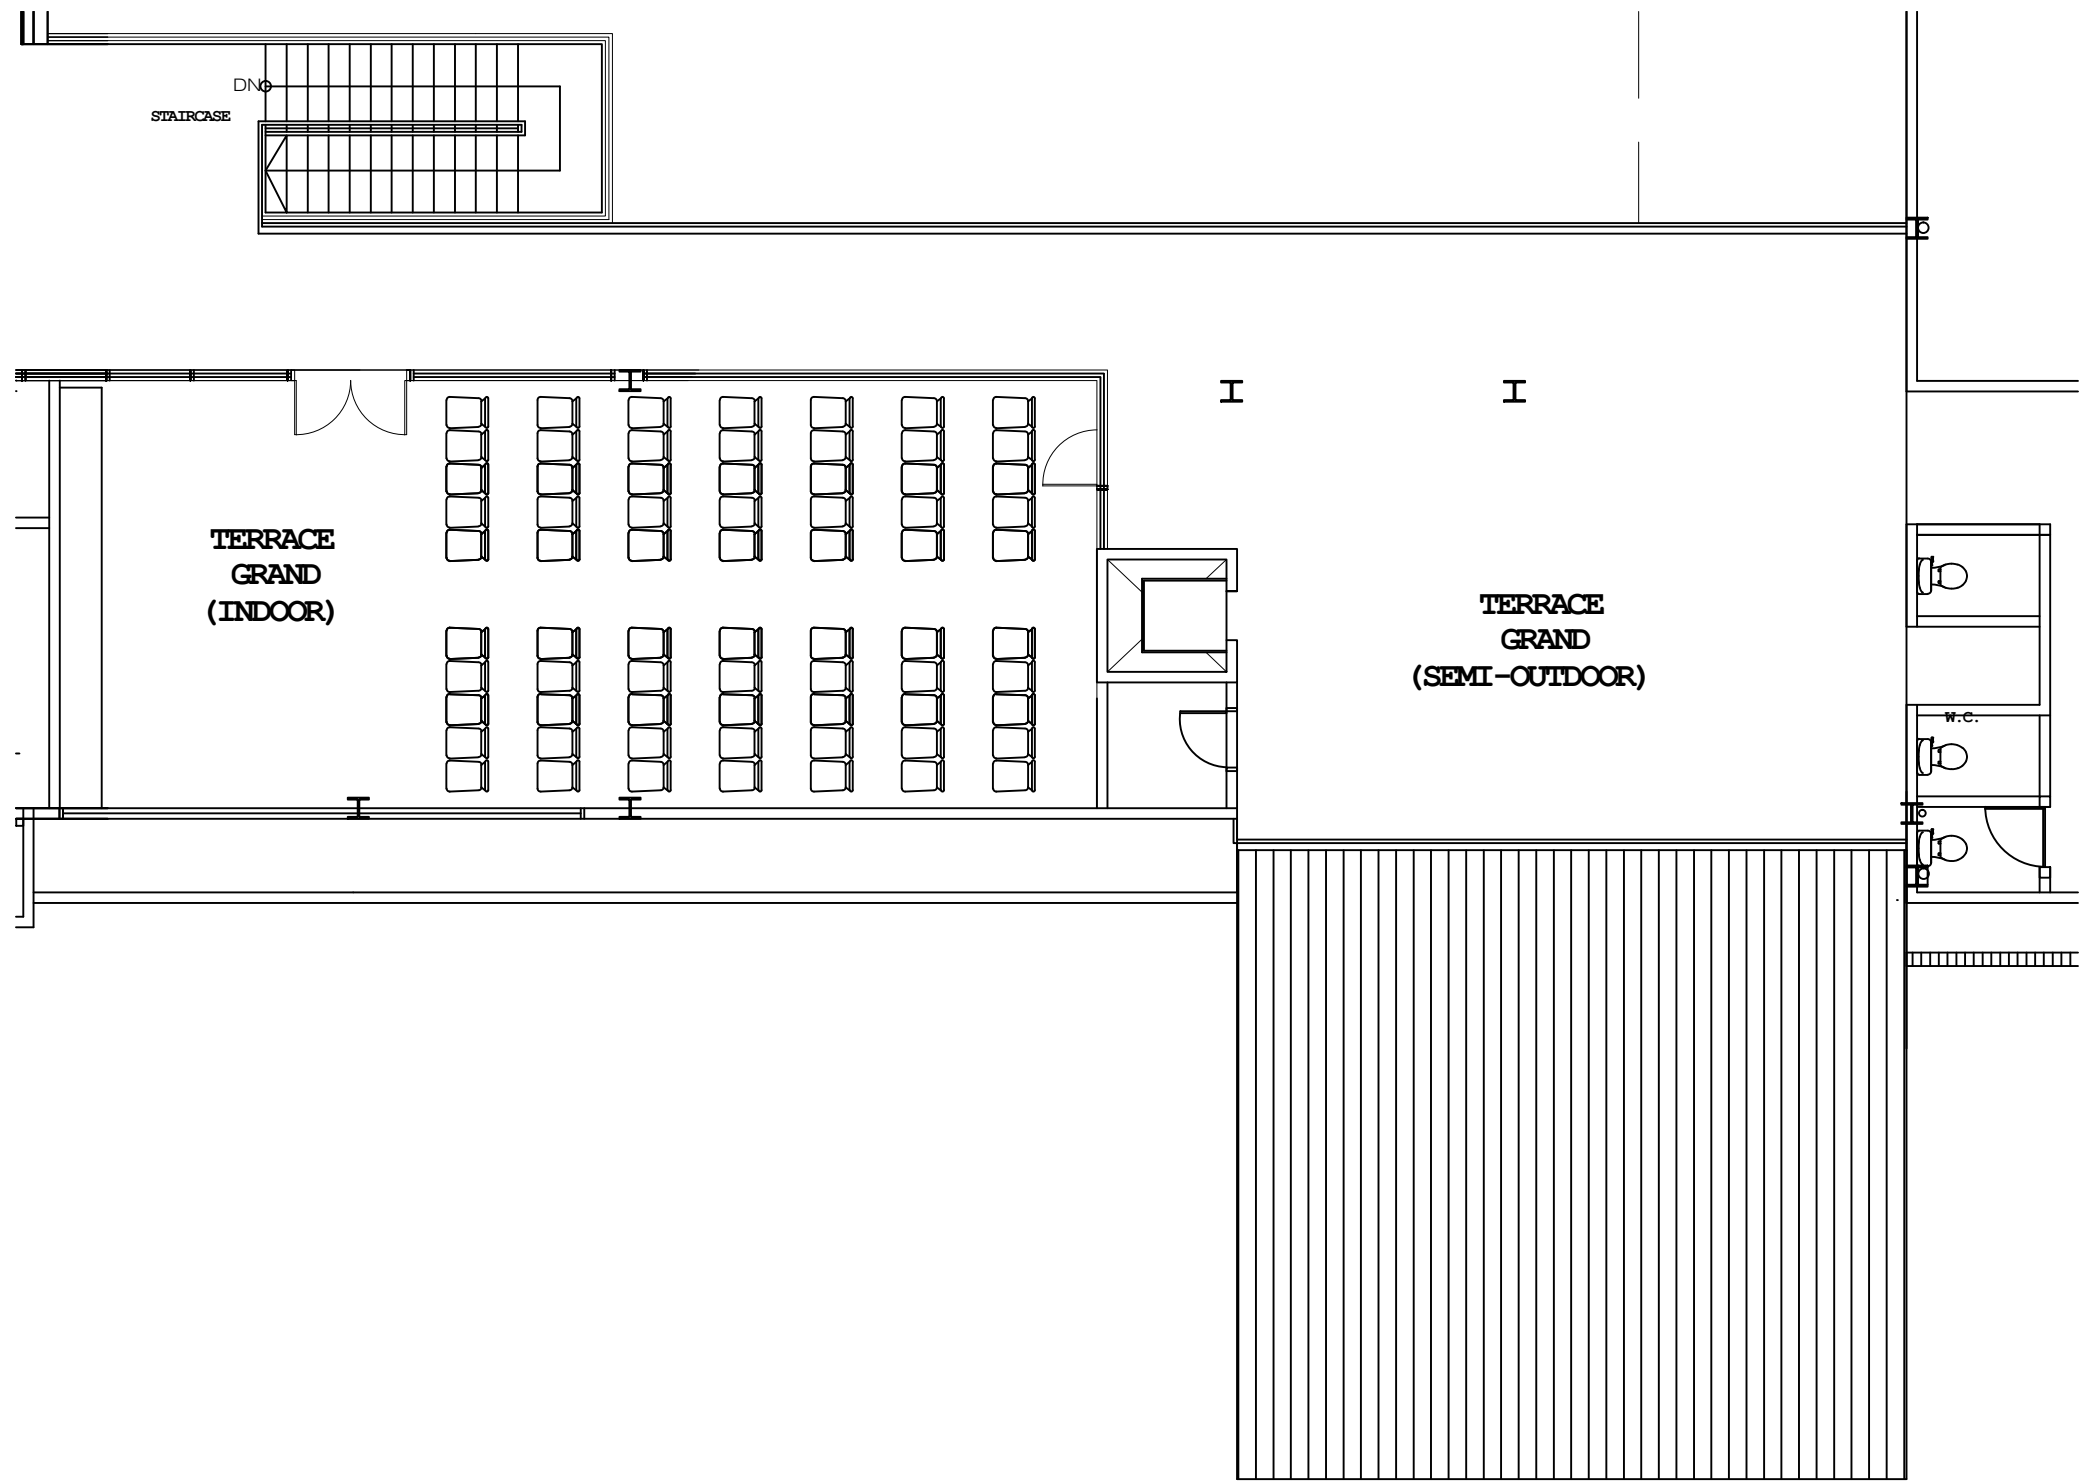 DN
STAIRCASE
TERRACE
GRAND
(INDOOR)
TERRACE
GRAND
(SEMI-OUTDOOR)
W.C.